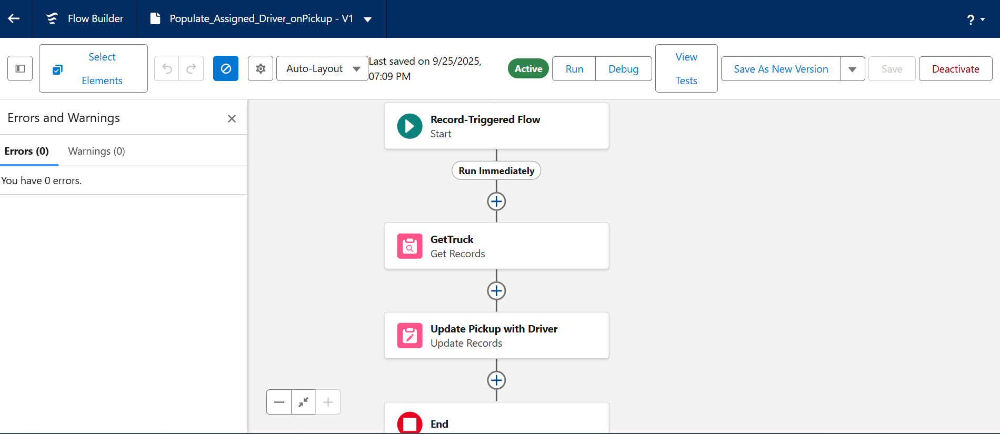 Flow Builder
Populate_Assigned_Driver_onPickup - V1
?
Select
Elements
Auto-Layout
Last saved on 9/25/2025,
07:09 PM
Active
Run
Debug
View
Tests
Save As New Version
Save
Deactivate
Errors and Warnings
Errors (0)
Warnings (0)
You have 0 errors.
Record-Triggered Flow
Start
Run Immediately
GetTruck
Get Records
Update Pickup with Driver
Update Records
End